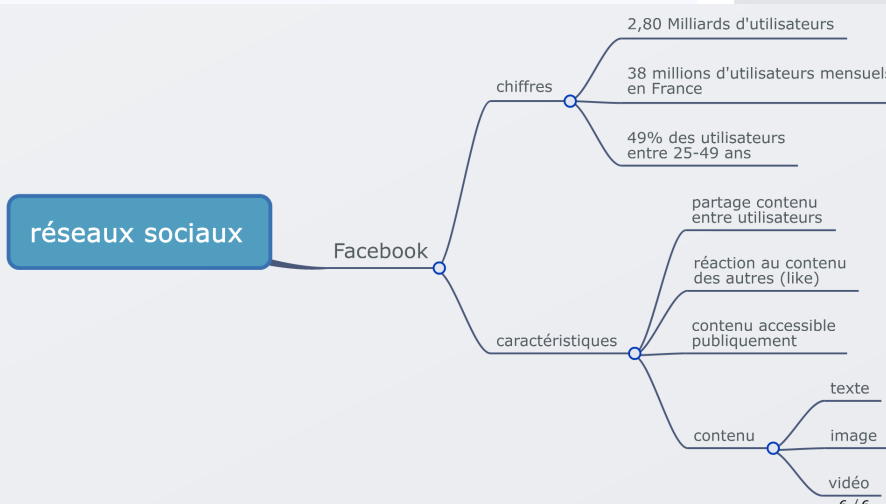 2,80 Milliards d'utilisateurs
chiffres
38 millions d'utilisateurs mensuels
en France
49% des utilisateurs
entre 25-49 ans
réseaux sociaux
Facebook
partage contenu
entre utilisateurs
réaction au contenu
des autres (like)
caractéristiques
contenu accessible
publiquement
contenu
texte
image
vidéo
6 / 6